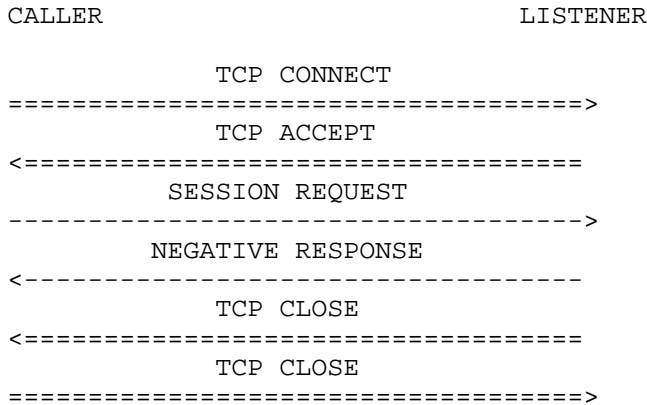 CALLER LISTENER
TCP CONNECT
====================================>
TCP ACCEPT
<===================================
SESSION REQUEST
------------------------------------>
NEGATIVE RESPONSE
<-----------------------------------
TCP CLOSE
<===================================
TCP CLOSE
====================================>